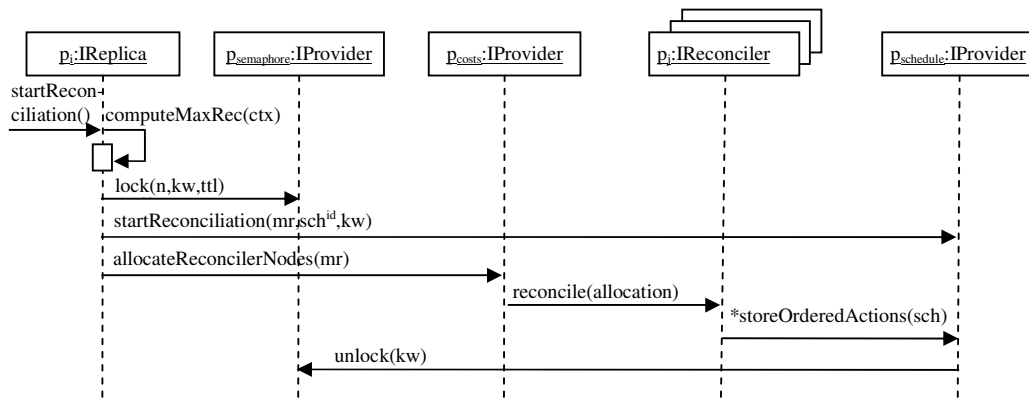 pi:IReplica
psemaphore:IProvider
pcosts:IProvider
pj:IReconciler
pschedule:IProvider
startRecon-
ciliation()
computeMaxRec(ctx)
lock(n,kw,ttl)
startReconciliation(mr,schid,kw)
allocateReconcilerNodes(mr)
reconcile(allocation)
*storeOrderedActions(sch)
unlock(kw)